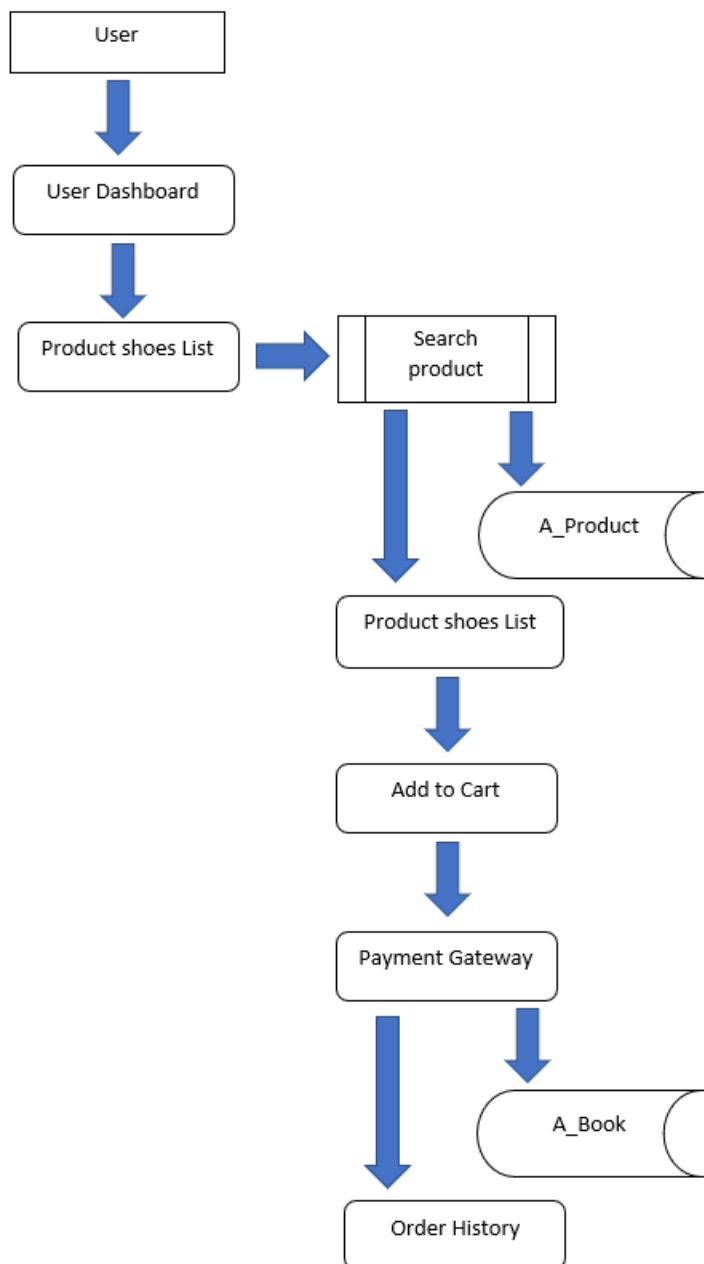 User
User Dashboard
Product shoes List
Search
product
A_Product
Product shoes List
Add to Cart
Payment Gateway
A_Book
Order History